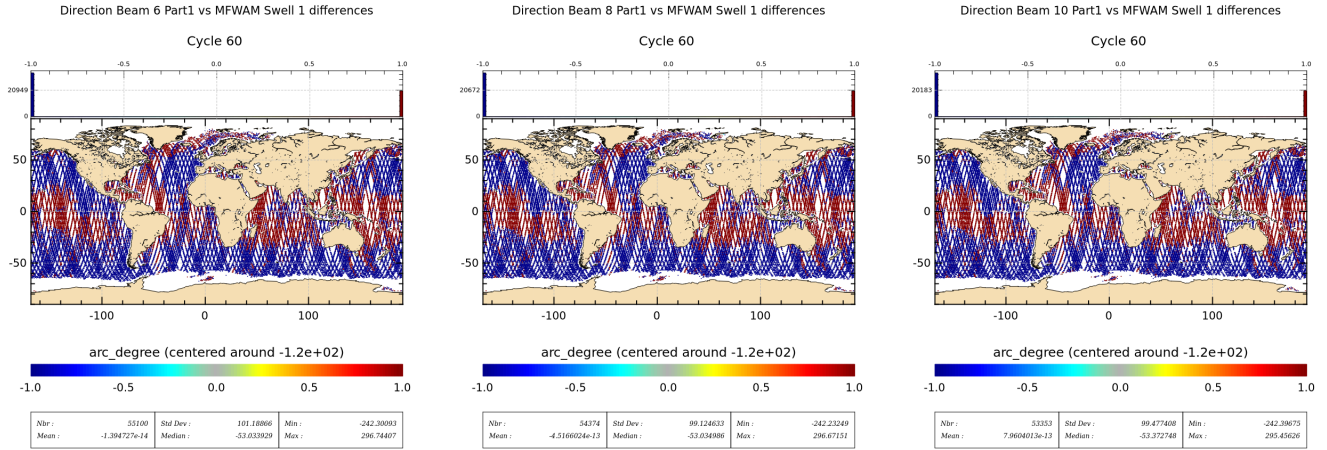 Direction Beam 6 Part1 vs MFWAM Swell 1 differences
Cycle 60
-1.0 -0.5 0.0 0.5 1.0
20949
0
50
0
-50
-100 0 100
arc_degree (centered around -1.2e+02)
-1.0 -0.5 0.0 0.5 1.0
Nbr : 55100 Std Dev : 101.18866 Min : -242.30093
Mean : -1.394727e-14 Median : -53.033929 Max : 296.74407
Direction Beam 8 Part1 vs MFWAM Swell 1 differences
Cycle 60
-1.0 -0.5 0.0 0.5 1.0
20672
0
50
0
-50
-100 0 100
arc_degree (centered around -1.2e+02)
-1.0 -0.5 0.0 0.5 1.0
Nbr : 54374 Std Dev : 99.124633 Min : -242.23249
Mean : -4.5166024e-13 Median : -53.034986 Max : 296.67151
Direction Beam 10 Part1 vs MFWAM Swell 1 differences
Cycle 60
-1.0 -0.5 0.0 0.5 1.0
20183
0
50
0
-50
-100 0 100
arc_degree (centered around -1.2e+02)
-1.0 -0.5 0.0 0.5 1.0
Nbr : 53353 Std Dev : 99.477408 Min : -242.39675
Mean : 7.9604013e-13 Median : -53.372748 Max : 295.45626